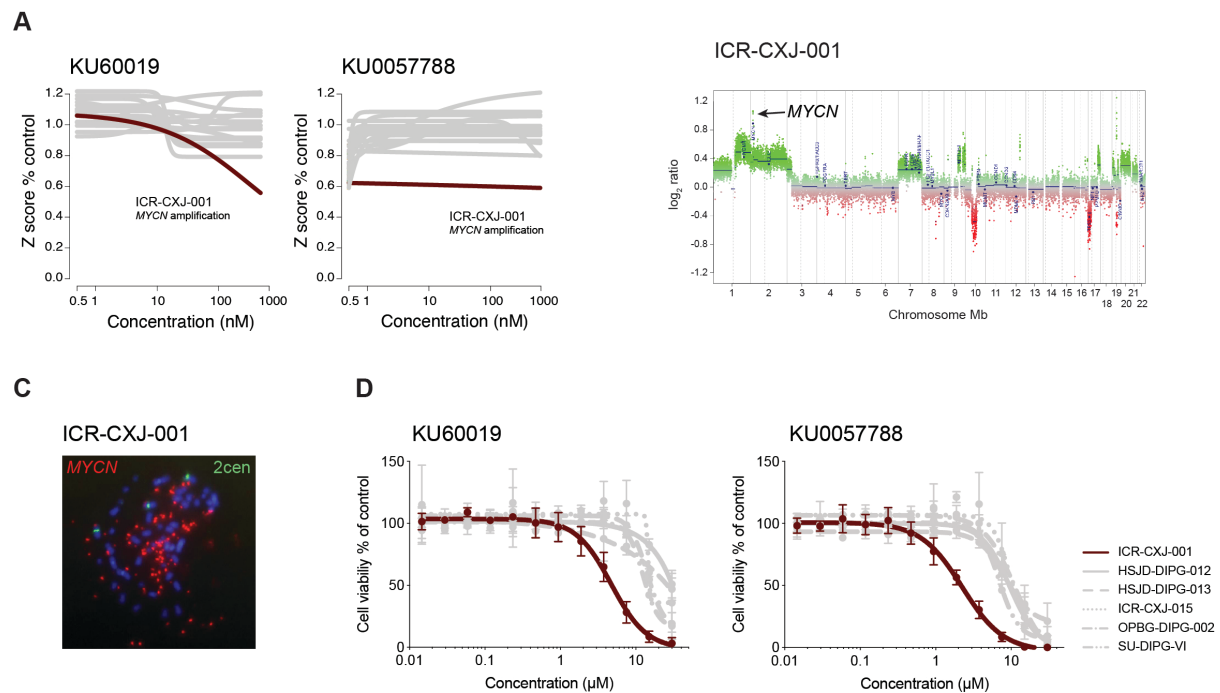 A
KU60019
Z score % control
1.2
1.0
0.8
0.6
0.4
0.2
0.0
ICR-CXJ-001
MYCN amplification
0.5 1 10 100 1000
Concentration (nM)
KU0057788
Z score % control
1.2
1.0
0.8
0.6
0.4
0.2
0.0
ICR-CXJ-001
MYCN amplification
0.5 1 10 100 1000
Concentration (nM)
ICR-CXJ-001
log2 ratio
1.2
0.8
0.4
0.0
-0.4
-0.8
-1.2
MYCN
1 2 3 4 5 6 7 8 9 10 11 12 13 14 15 16 17 18 19 20 21 22
Chromosome Mb
C
ICR-CXJ-001
MYCN 2cen
D
KU60019
Cell viabiliy % of control
150
100
50
0
0.01 0.1 1 10
Concentration (µM)
KU0057788
Cell viabiliy % of control
150
100
50
0
0.01 0.1 1 10
Concentration (µM)
ICR-CXJ-001
HSJD-DIPG-012
HSJD-DIPG-013
ICR-CXJ-015
OPBG-DIPG-002
SU-DIPG-VI